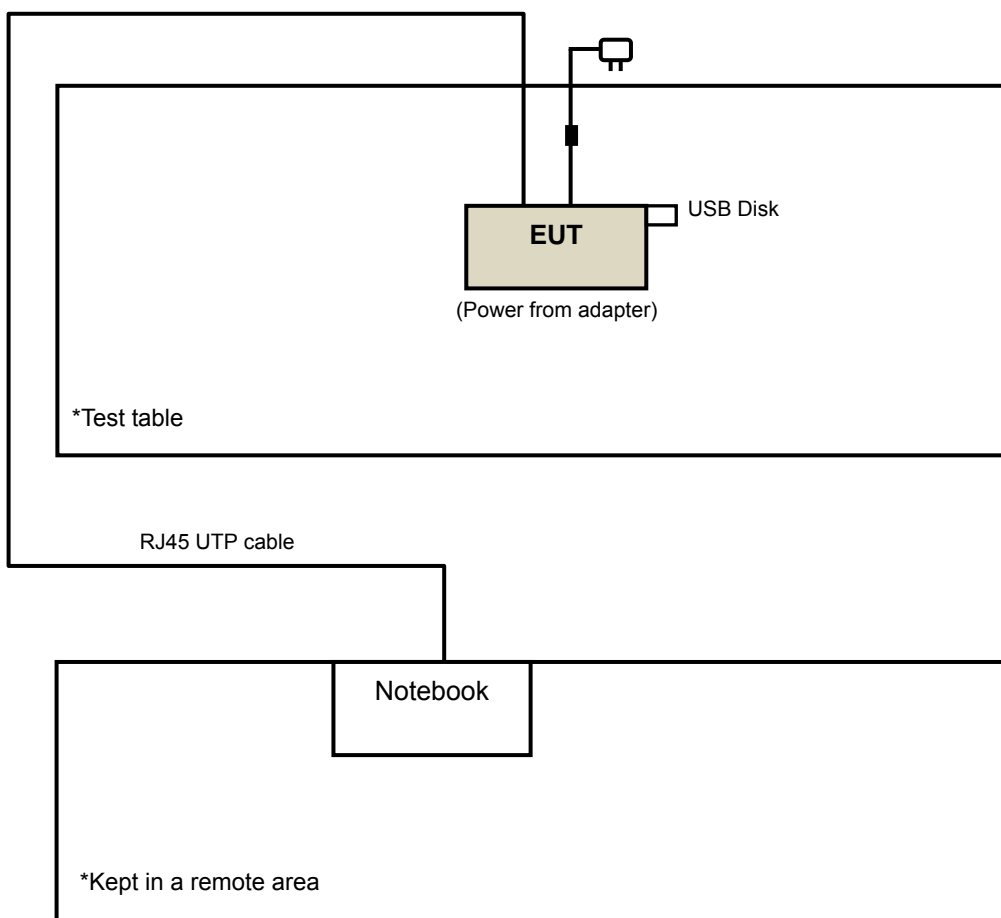 USB Disk
EUT
(Power from adapter)
*Test table
RJ45 UTP cable
Notebook
*Kept in a remote area